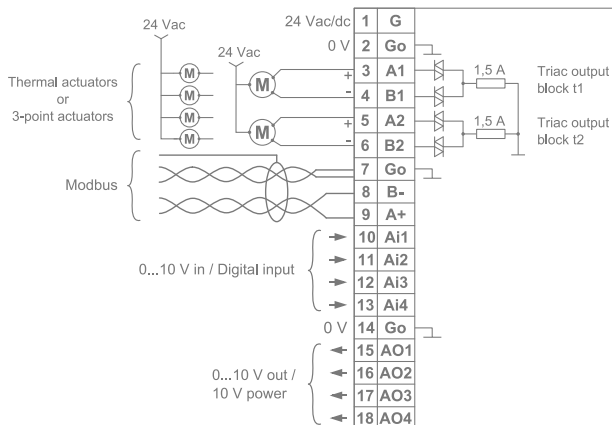 24 Vac
24 Vac
24 Vac/dc 1 G
0 V 2 Go
+ 3 A1
- 4 B1
+ 5 A2
- 6 B2
7 Go
8 B-
9 A+
10 Ai1
11 Ai2
12 Ai3
13 Ai4
0 V 14 Go
15 AO1
16 AO2
17 AO3
18 AO4
Thermal actuators
or
3-point actuators
M
M
M
M
M
M
Modbus
0...10 V in / Digital input
0...10 V out /
10 V power
1,5 A
Triac output
block t1
1,5 A
Triac output
block t2